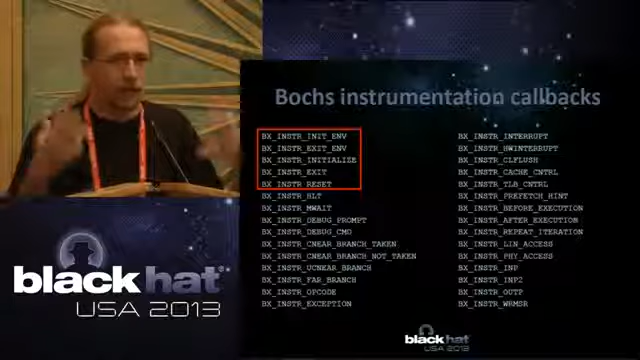 Bochs instrumentation callbacks
BX_INSTR_INIT_ENV
BX_INSTR_EXIT_ENV
BX_INSTR_INITIALIZE
BX_INSTR_EXIT
BX_INSTR_RESET
BX_INSTR_HLT
BX_INSTR_MWAIT
BX_INSTR_DEBUG_PROMPT
BX_INSTR_DEBUG_CMD
BX_INSTR_CNEAR_BRANCH_TAKEN
BX_INSTR_CNEAR_BRANCH_NOT_TAKEN
BX_INSTR_UCNEAR_BRANCH
BX_INSTR_FAR_BRANCH
BX_INSTR_OPCODE
BX_INSTR_EXCEPTION
BX_INSTR_INTERRUPT
BX_INSTR_HWINTERRUPT
BX_INSTR_CLFLUSH
BX_INSTR_CACHE_CNTRL
BX_INSTR_TLB_CNTRL
BX_INSTR_PREFETCH_HINT
BX_INSTR_BEFORE_EXECUTION
BX_INSTR_AFTER_EXECUTION
BX_INSTR_REPEAT_ITERATION
BX_INSTR_LIN_ACCESS
BX_INSTR_PHY_ACCESS
BX_INSTR_INP
BX_INSTR_INP2
BX_INSTR_OUTP
BX_INSTR_WRMSR
black hat®
USA 2013
black hat
USA 2013